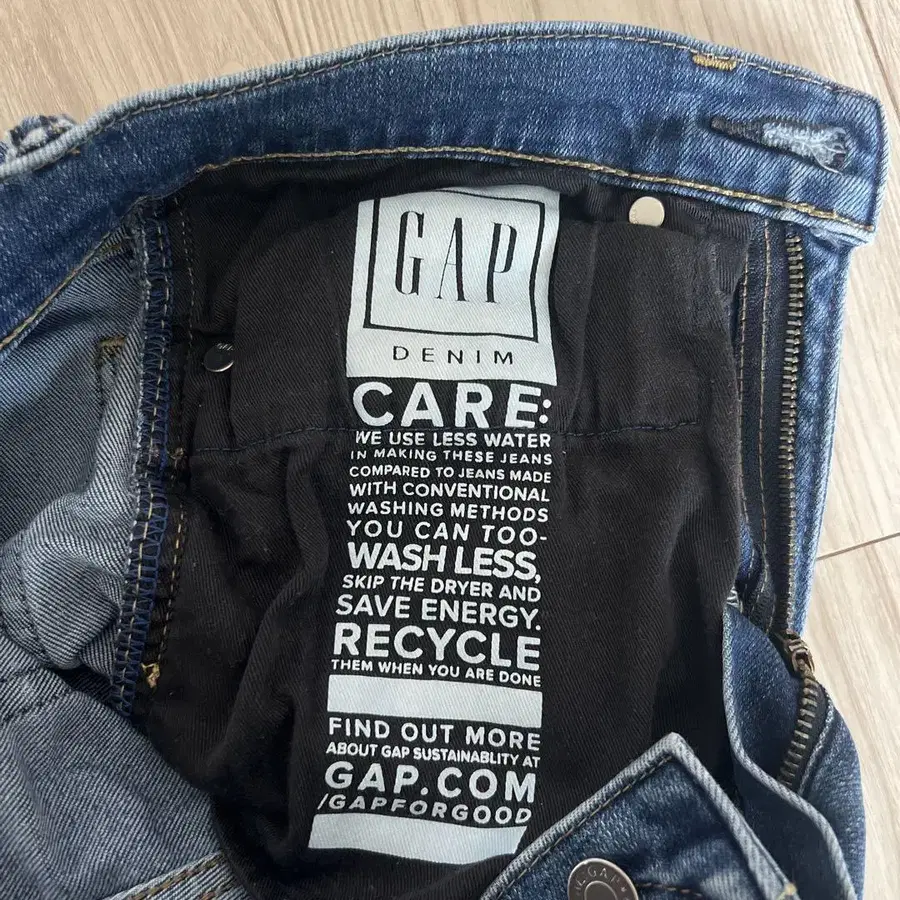 GAP
DENIM
CARE:
WE USE LESS WATER
IN MAKING THESE JEANS
COMPARED TO JEANS MADE
WITH CONVENTIONAL
WASHING METHODS
YOU CAN TOO-
WASH LESS,
SKIP THE DRYER AND
SAVE ENERGY.
RECYCLE
THEM WHEN YOU ARE DONE
FIND OUT MORE
ABOUT GAP SUSTAINABLITY AT
GAP.COM
/GAPFORGOOD
GAP